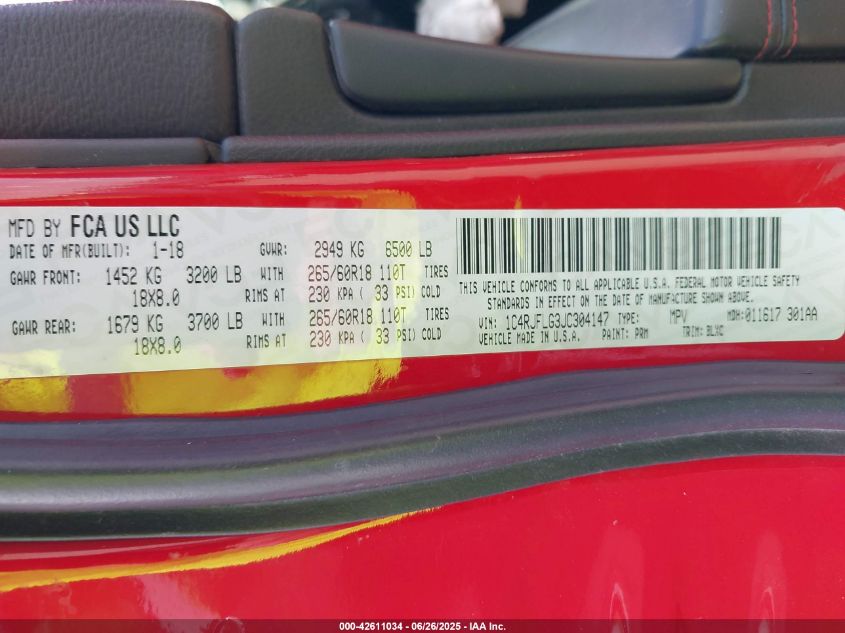 MFD BY FCA US LLC
DATE OF MFR(BUILT): 1-18 GVWR: 2949 KG 6500 LB
GAWR FRONT: 1452 KG 3200 LB WITH 265/60R18 110T TIRES
18X8.0 RIMS AT 230 KPA ( 33 PSI) COLD
GAWR REAR: 1679 KG 3700 LB WITH 265/60R18 110T TIRES
18X8.0 RIMS AT 230 KPA ( 33 PSI) COLD
THIS VEHICLE CONFORMS TO ALL APPLICABLE U.S.A. FEDERAL MOTOR VEHICLE SAFETY
STANDARDS IN EFFECT ON THE DATE OF MANUFACTURE SHOWN ABOVE.
VIN: 1C4RJFLG3JC304147 TYPE: MPV MDH: 011617 301AA
VEHICLE MADE IN U.S.A. PAINT: PRM TRIM: BLXC
000-42611034 / 06/26/2025 - IAA Inc.